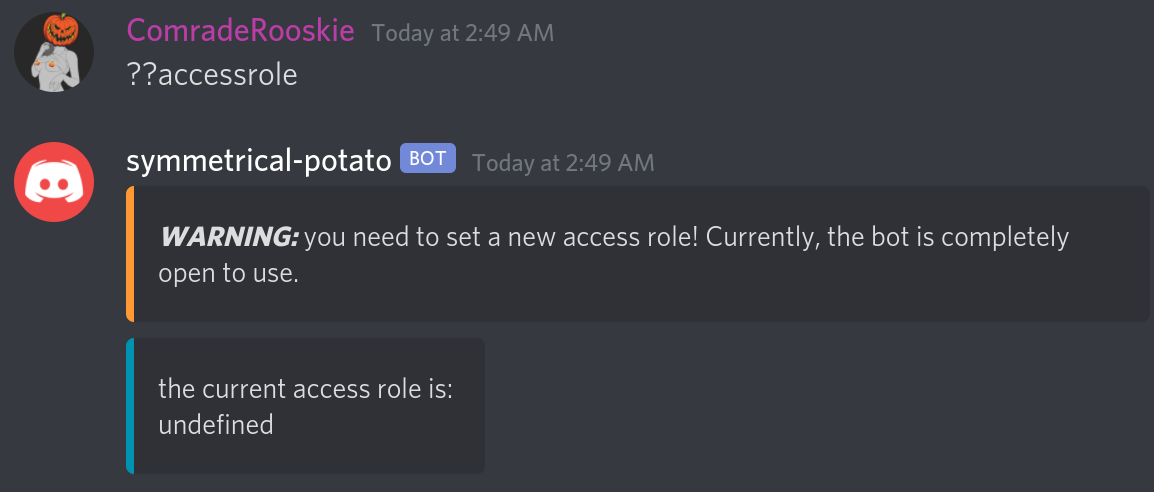 ComradeRooskie Today at 2:49 AM
??accessrole
symmetrical-potato BOT Today at 2:49 AM
WARNING: you need to set a new access role! Currently, the bot is completely
open to use.
the current access role is:
undefined